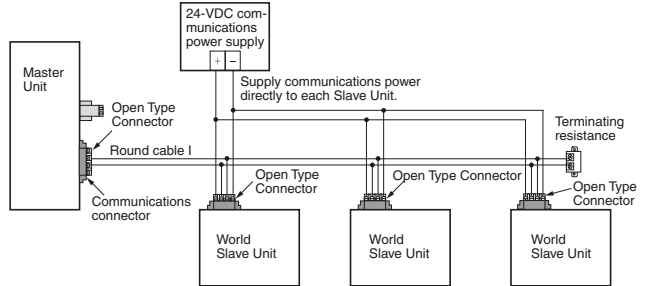 24-VDC com-
munications
power supply
+ −
Master
Unit
Supply communications power
directly to each Slave Unit.
Open Type
Connector
Terminating
resistance
Round cable I
Communications
connector
Open Type
Connector
Open Type Connector
Open Type
Connector
World
Slave Unit
World
Slave Unit
World
Slave Unit